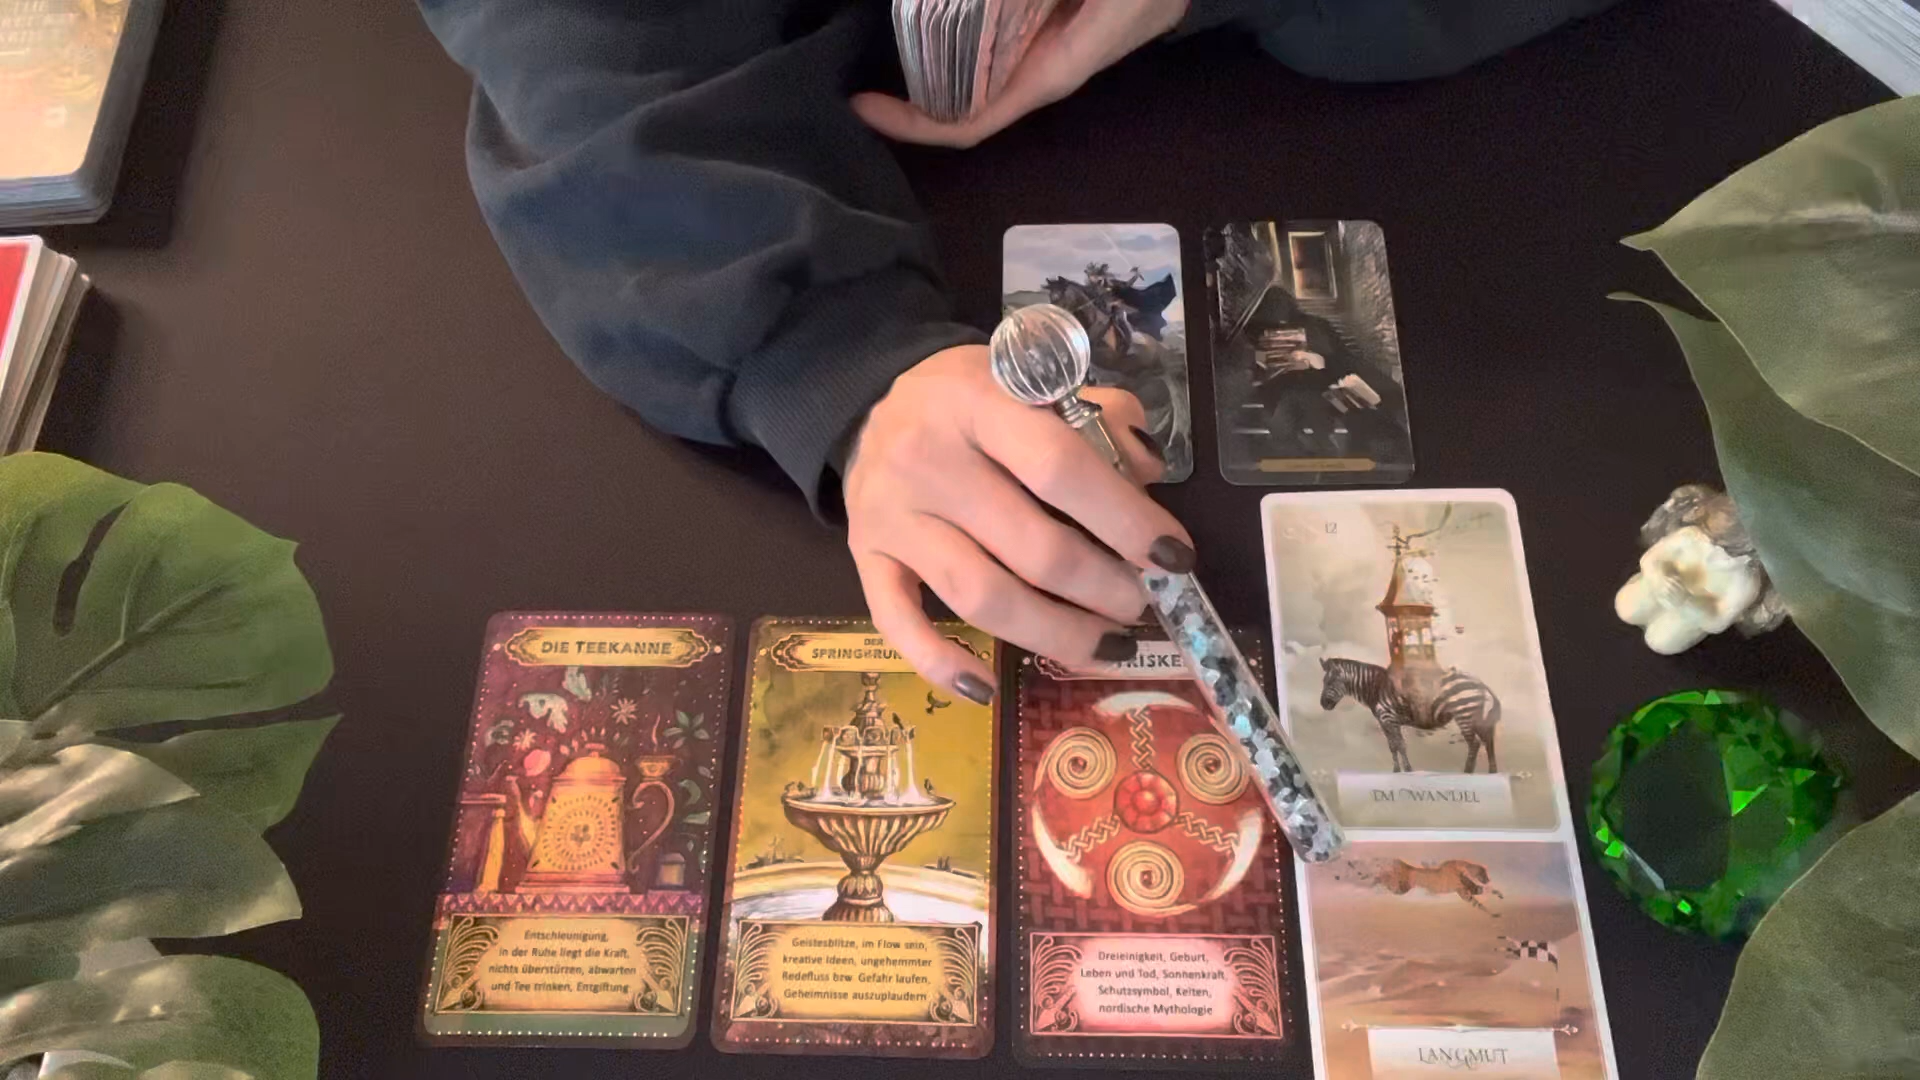 DIE TEEKANNE
Entschleunigung,
in der Ruhe liegt die Kraft,
nichts überstürzen, abwarten
und Tee trinken, Entgiftung
DER
Geistesblitze, im Flow sein,
kreative Ideen, ungehemmter
Redefluss bzw. Gefahr laufen,
Geheimnisse auszuplaudern
Dreieinigkeit, Geburt,
Leben und Tod, Sonnenkraft,
Schutzsymbol, Kelten,
nordische Mythologie
12
IM WANDEL
LANGMUT